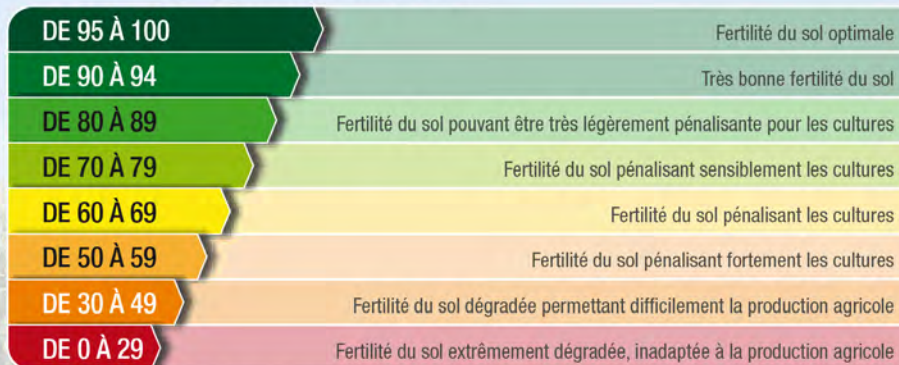 DE 95 À 100 Fertilité du sol optimale
DE 90 À 94 Très bonne fertilité du sol
DE 80 À 89 Fertilité du sol pouvant être très légèrement pénalisante pour les cultures
DE 70 À 79 Fertilité du sol pénalisant sensiblement les cultures
DE 60 À 69 Fertilité du sol pénalisant les cultures
DE 50 À 59 Fertilité du sol pénalisant fortement les cultures
DE 30 À 49 Fertilité du sol dégradée permettant difficilement la production agricole
DE 0 À 29 Fertilité du sol extrêmement dégradée, inadaptée à la production agricole